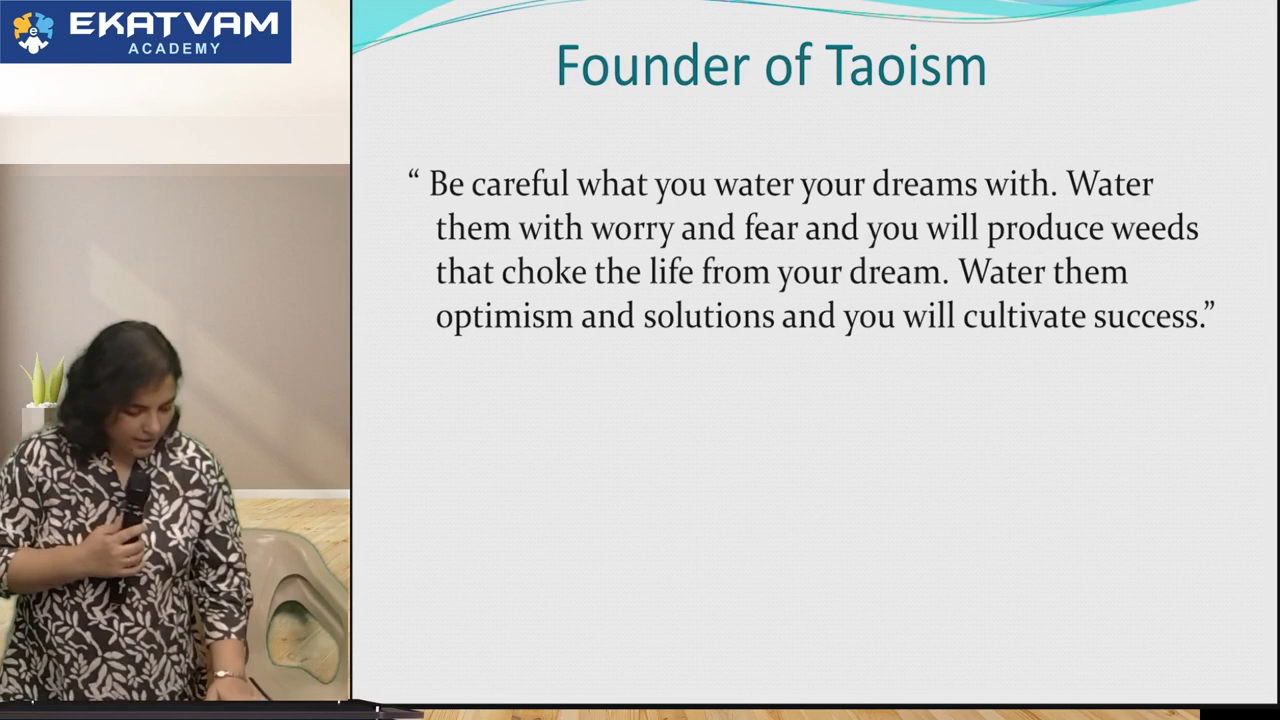 EKATVAM
ACADEMY
Founder of Taoism
“ Be careful what you water your dreams with. Water
them with worry and fear and you will produce weeds
that choke the life from your dream. Water them
optimism and solutions and you will cultivate success.”